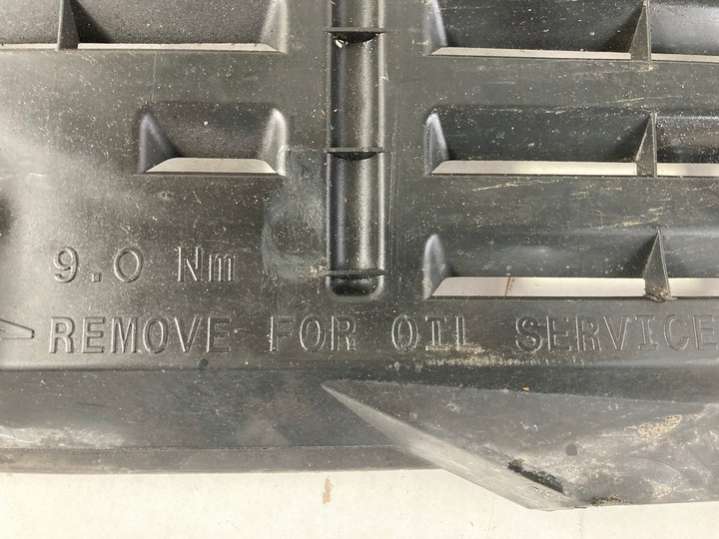 9.0 Nm
REMOVE FOR OIL SERVICE